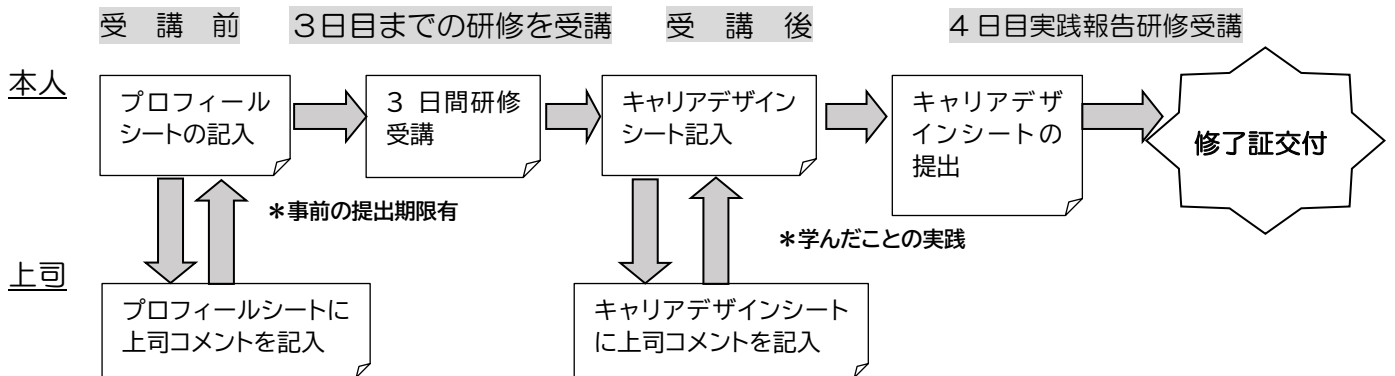 受 講 前 3日目までの研修を受講 受 講 後 4日目実践報告研修受講
本人
プロフィール
シートの記入
3 日間研修
受講
キャリアデザイン
シート記入
キャリアデザ
インシートの
提出
修了証交付
*事前の提出期限有
*学んだことの実践
上司
プロフィールシートに
上司コメントを記入
キャリアデザインシート
に上司コメントを記入